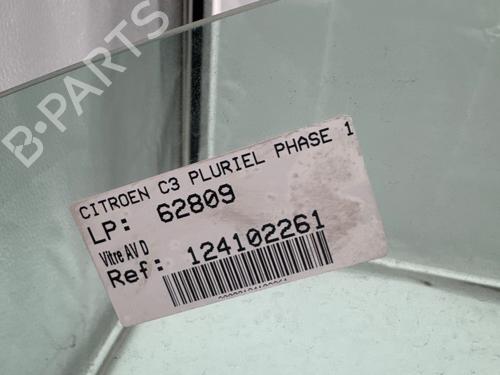 B-PARTS
CITROEN C3 PLURIEL PHASE 1
LP: 62809
Vitre AV D
Ref: 124102261